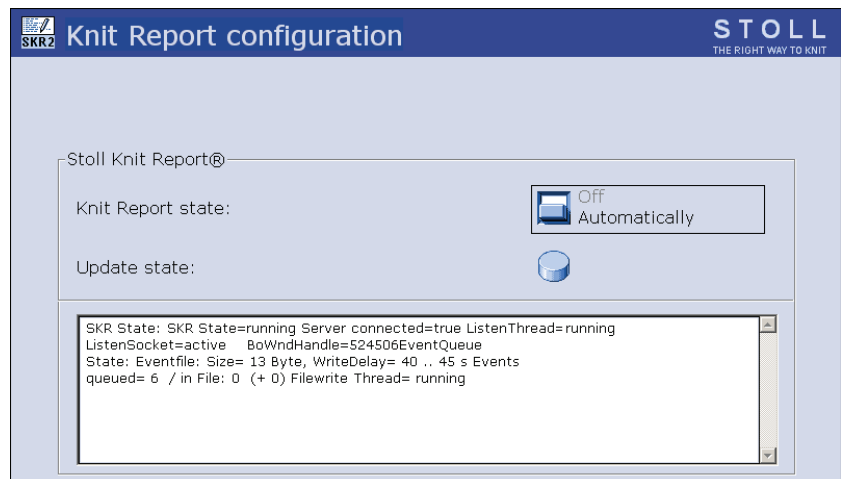 SKR2 Knit Report configuration
STOLL
THE RIGHT WAY TO KNIT
Stoll Knit Report®
Knit Report state:
Off
Automatically
Update state:
SKR State: SKR State=running Server connected=true ListenThread=running
ListenSocket=active BoWndHandle=524506EventQueue
State: Eventfile: Size= 13 Byte, WriteDelay= 40 .. 45 s Events
queued= 6 / in File: 0 (+ 0) Filewrite Thread= running